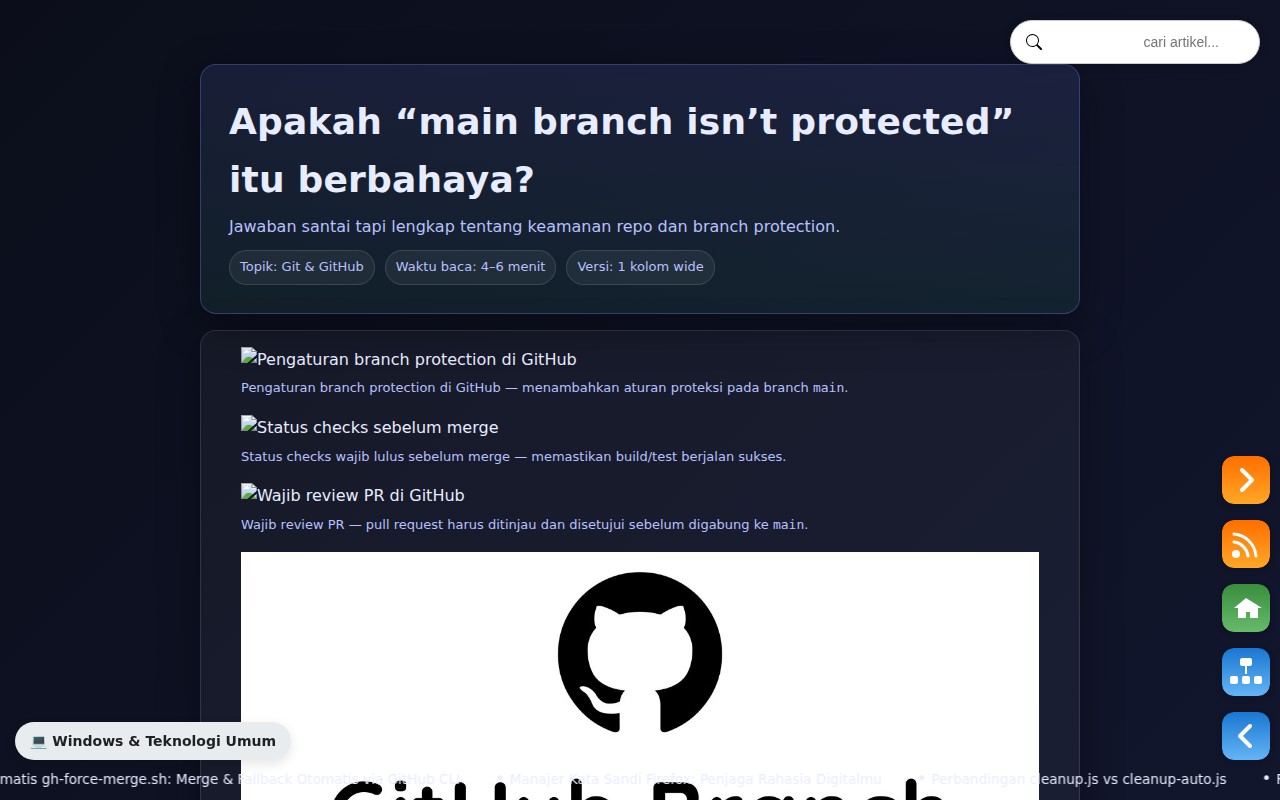 cari artikel...
Apakah “main branch isn’t protected”
itu berbahaya?
Jawaban santai tapi lengkap tentang keamanan repo dan branch protection.
Topik: Git & GitHub
Waktu baca: 4–6 menit
Versi: 1 kolom wide
Pengaturan branch protection di GitHub
Pengaturan branch protection di GitHub — menambahkan aturan proteksi pada branch main.
Status checks sebelum merge
Status checks wajib lulus sebelum merge — memastikan build/test berjalan sukses.
Wajib review PR di GitHub
Wajib review PR — pull request harus ditinjau dan disetujui sebelum digabung ke main.
💻 Windows & Teknologi Umum
matis gh-force-merge.sh: Merge & Fallback Otomatis via GitHub CLI • Manajer Kata Sandi Firefox: Penjaga Rahasia Digitalmu • Perbandingan cleanup.js vs cleanup-auto.js •
GitHub Branch